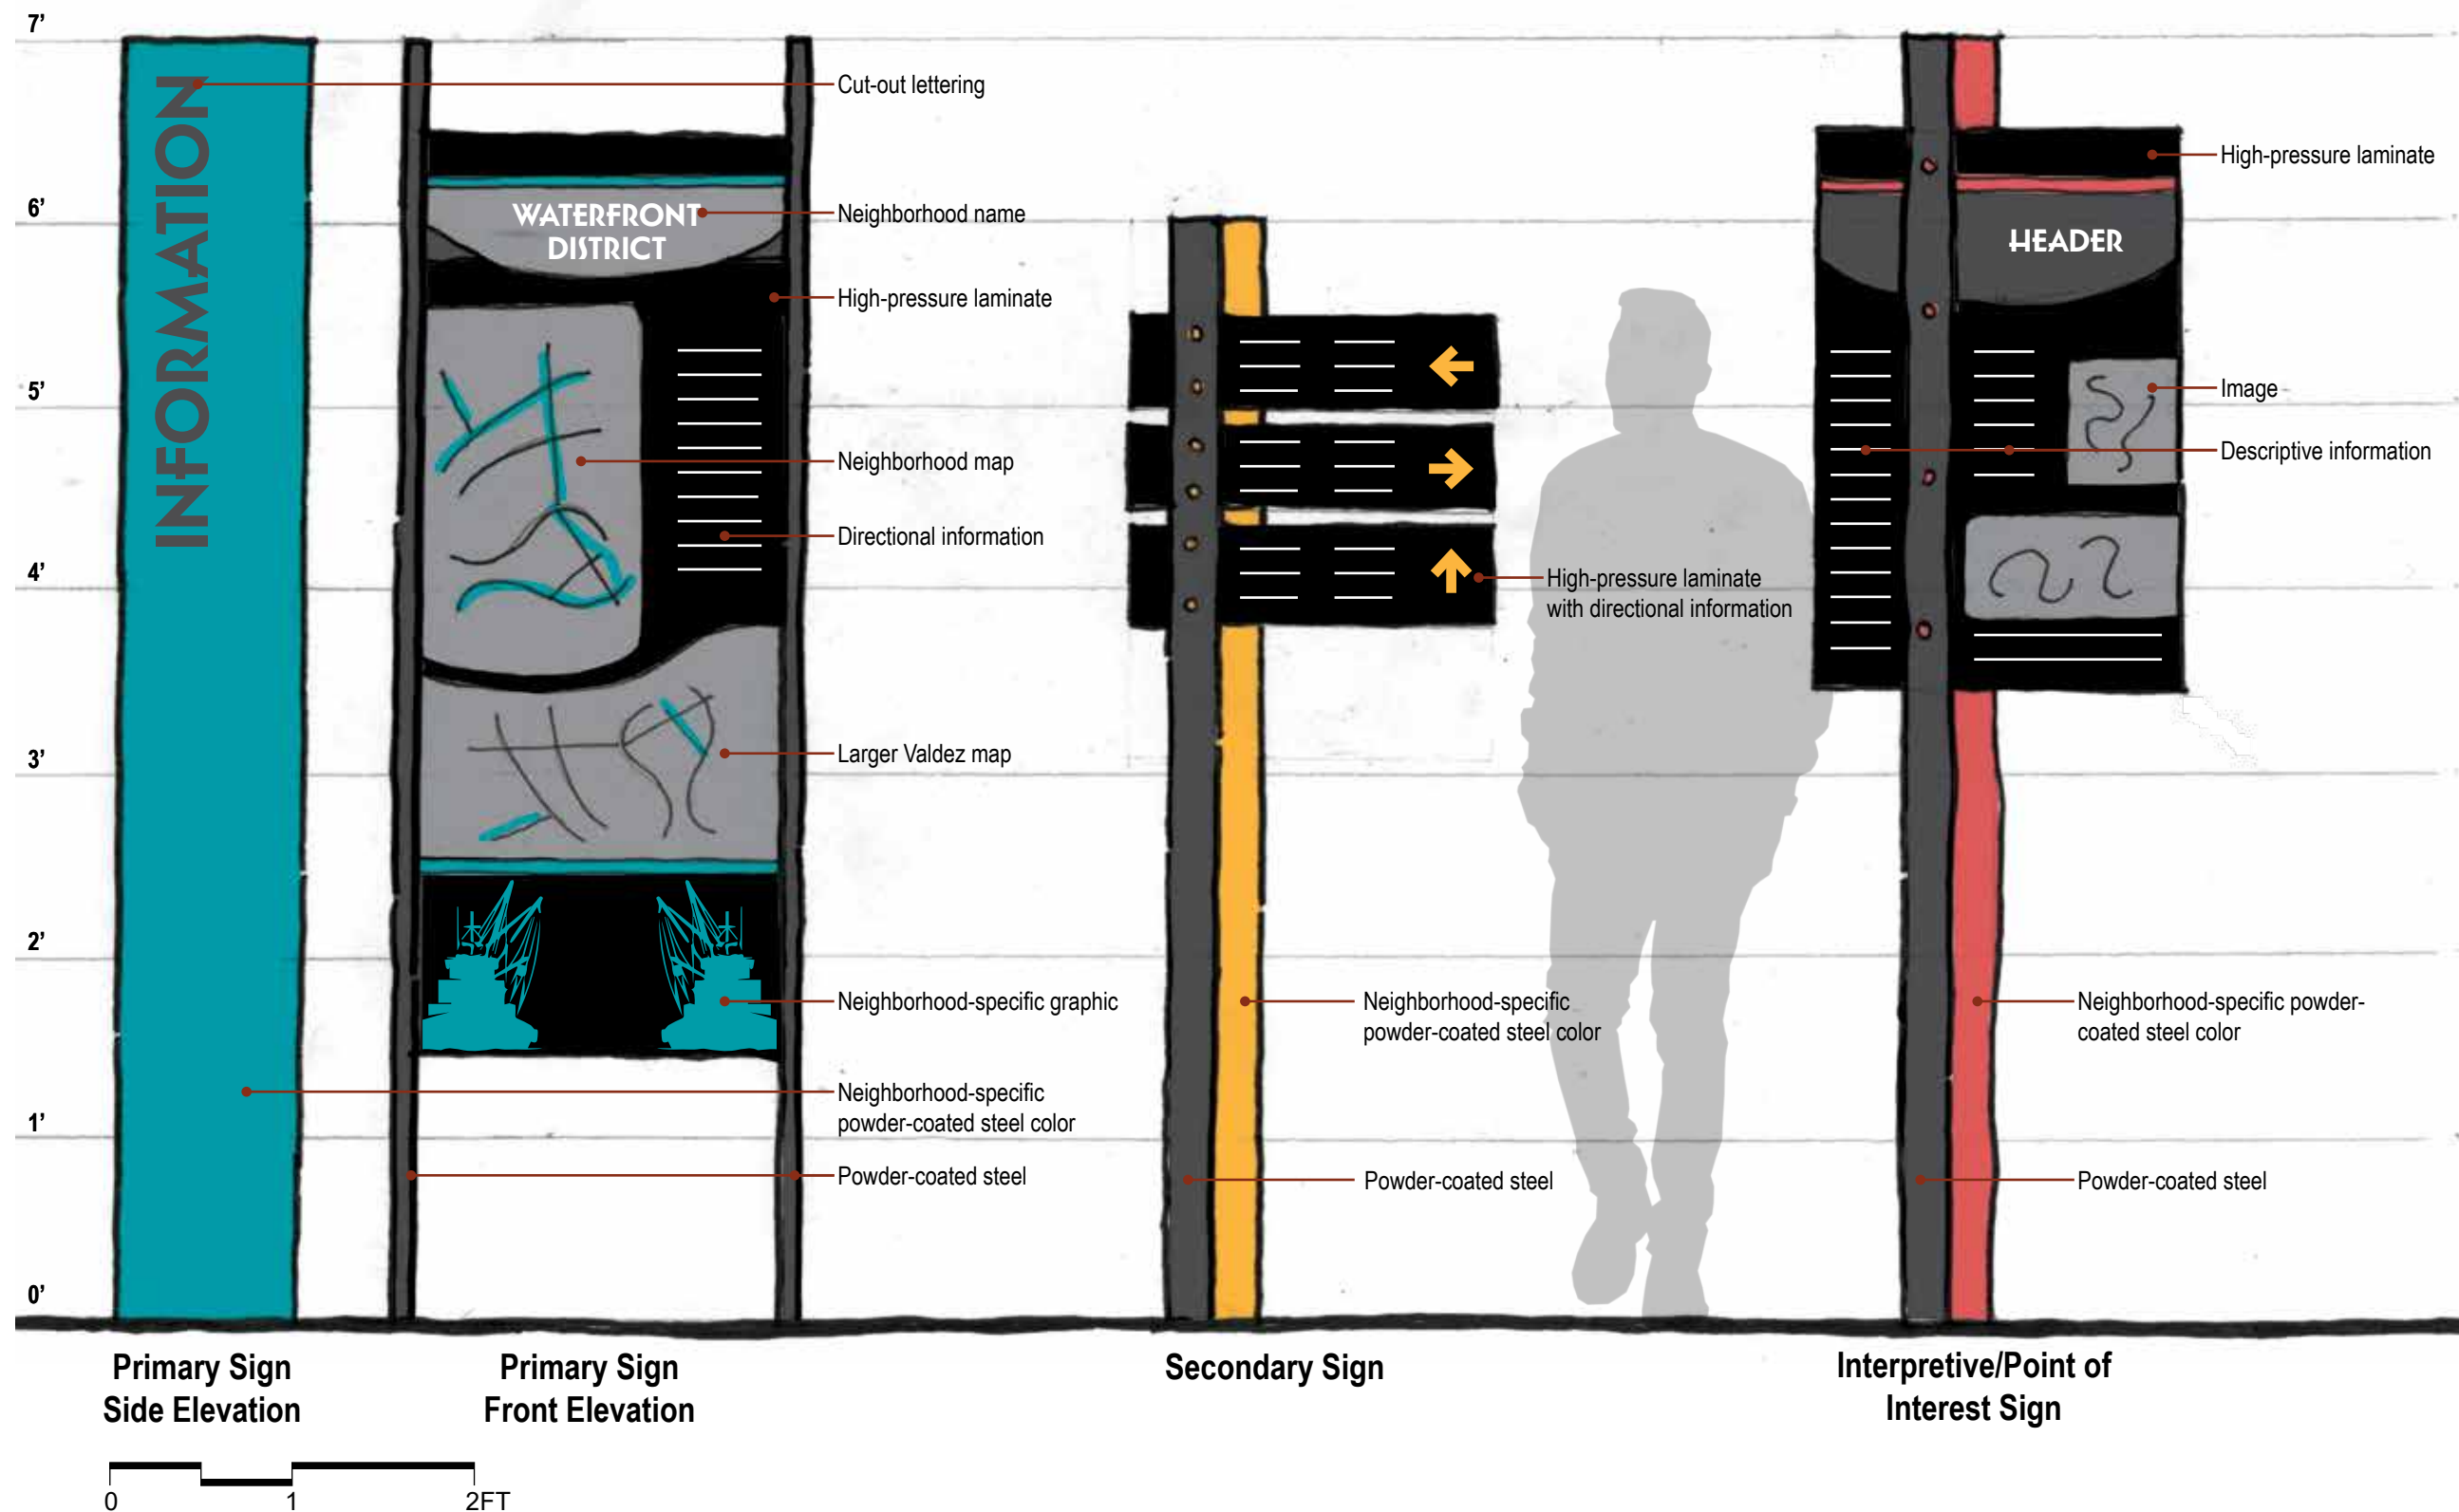 7’
6’
5’
4’
3’
2’
1’
0’
INFORMATION
WATERFRONT
DISTRICT
Cut-out lettering
Neighborhood name
High-pressure laminate
Neighborhood map
Directional information
Larger Valdez map
Neighborhood-specific graphic
Neighborhood-specific
powder-coated steel color
Powder-coated steel
High-pressure laminate
with directional information
Neighborhood-specific
powder-coated steel color
Powder-coated steel
HEADER
High-pressure laminate
Image
Descriptive information
Neighborhood-specific powder-
coated steel color
Powder-coated steel
Primary Sign
Side Elevation
Primary Sign
Front Elevation
Secondary Sign
Interpretive/Point of
Interest Sign
0
1
2FT